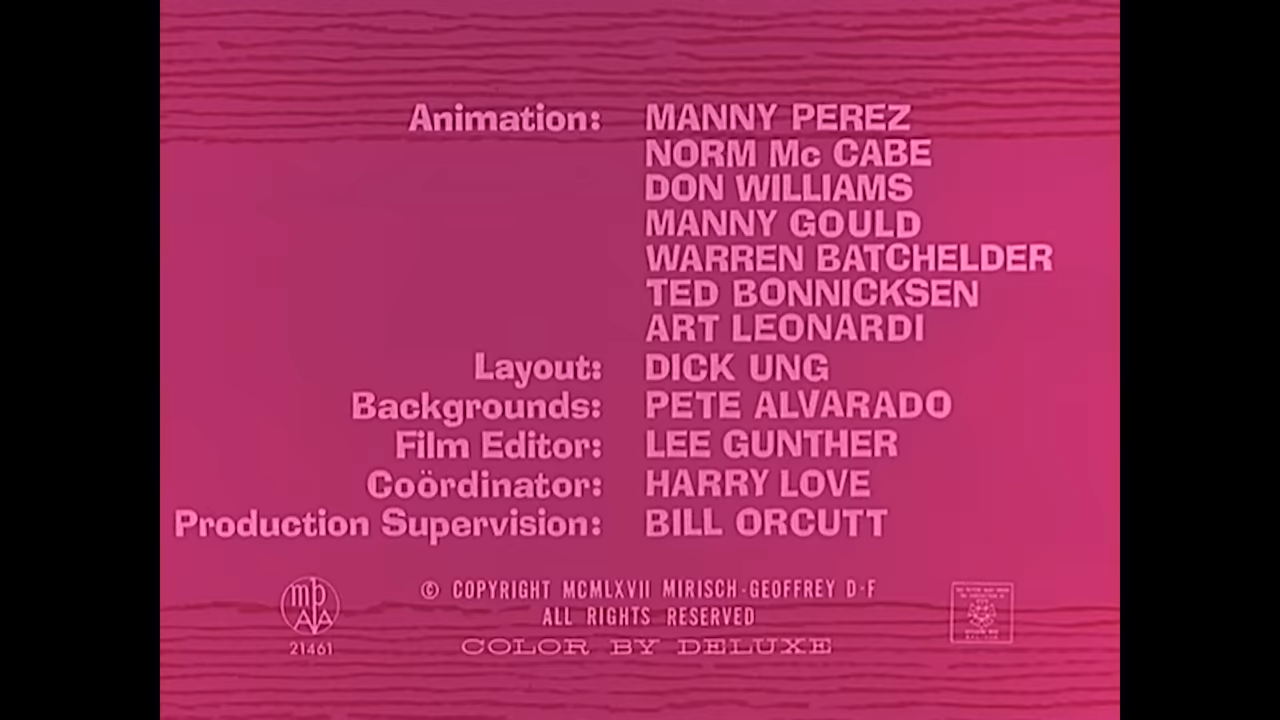 Animation: MANNY PEREZ
NORM Mc CABE
DON WILLIAMS
MANNY GOULD
WARREN BATCHELDER
TED BONNICKSEN
ART LEONARDI
Layout: DICK UNG
Backgrounds: PETE ALVARADO
Film Editor: LEE GUNTHER
Coördinator: HARRY LOVE
Production Supervision: BILL ORCUTT
mpAA
21461
© COPYRIGHT MCMLXVII MIRISCH-GEOFFREY D-F
ALL RIGHTS RESERVED
COLOR BY DELUXE